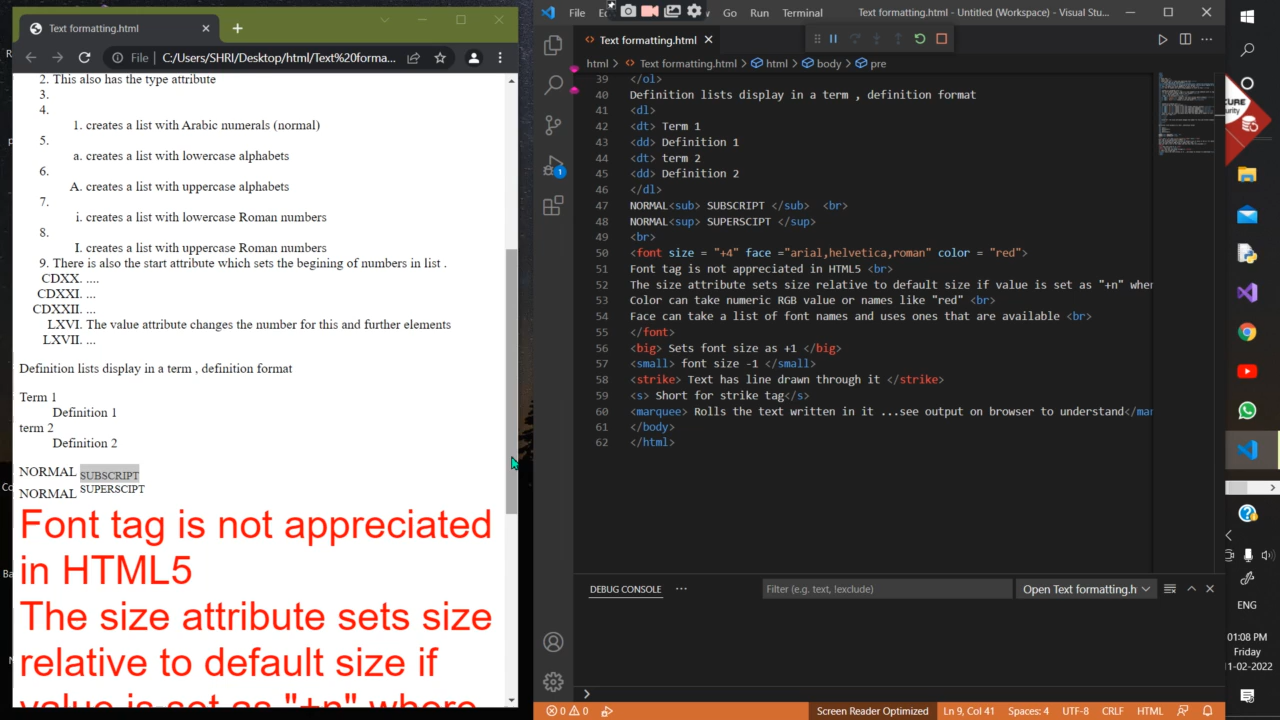 Text formatting.html
File C:/Users/SHRI/Desktop/html/Text%20forma...
2. This also has the type attribute
3.
4.
1. creates a list with Arabic numerals (normal)
5.
a. creates a list with lowercase alphabets
6.
A. creates a list with uppercase alphabets
7.
i. creates a list with lowercase Roman numbers
8.
I. creates a list with uppercase Roman numbers
9. There is also the start attribute which sets the begining of numbers in list .
CDXX. ....
CDXXI. ...
CDXXII. ...
LXVI. The value attribute changes the number for this and further elements
LXVII. ...
Definition lists display in a term , definition format
Term 1
Definition 1
term 2
Definition 2
NORMAL SUBSCRIPT
NORMAL SUPERSCIPT
Font tag is not appreciated
in HTML5
The size attribute sets size
relative to default size if
value is set as "+n" where
File Go Run Terminal Text formatting.html - Untitled (Workspace) - Visual Stu...
Text formatting.html
html > Text formatting.html > html > body > pre
39 </ol>
40 Definition lists display in a term , definition format
41 <dl>
42 <dt> Term 1
43 <dd> Definition 1
44 <dt> term 2
45 <dd> Definition 2
46 </dl>
47 NORMAL<sub> SUBSCRIPT </sub> <br>
48 NORMAL<sup> SUPERSCIPT </sup>
49 <br>
50 <font size = "+4" face ="arial,helvetica,roman" color = "red">
51 Font tag is not appreciated in HTML5 <br>
52 The size attribute sets size relative to default size if value is set as "+n" wher
53 Color can take numeric RGB value or names like "red" <br>
54 Face can take a list of font names and uses ones that are available <br>
55 </font>
56 <big> Sets font size as +1 </big>
57 <small> font size -1 </small>
58 <strike> Text has line drawn through it </strike>
59 <s> Short for strike tag</s>
60 <marquee> Rolls the text written in it ...see output on browser to understand</mar
61 </body>
62 </html>
1
DEBUG CONSOLE ... Filter (e.g. text, !exclude) Open Text formatting.h
0 0 Screen Reader Optimized Ln 9, Col 41 Spaces: 4 UTF-8 CRLF HTML
ENG
01:08 PM
Friday
11-02-2022